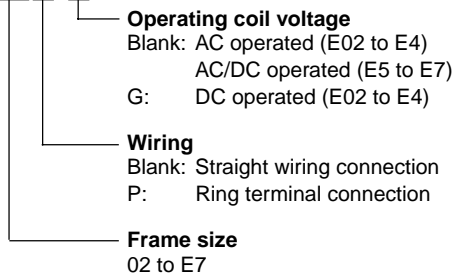 Operating coil voltage
Blank: AC operated (E02 to E4)
AC/DC operated (E5 to E7)
G: DC operated (E02 to E4)
Wiring
Blank: Straight wiring connection
P: Ring terminal connection
Frame size
02 to E7